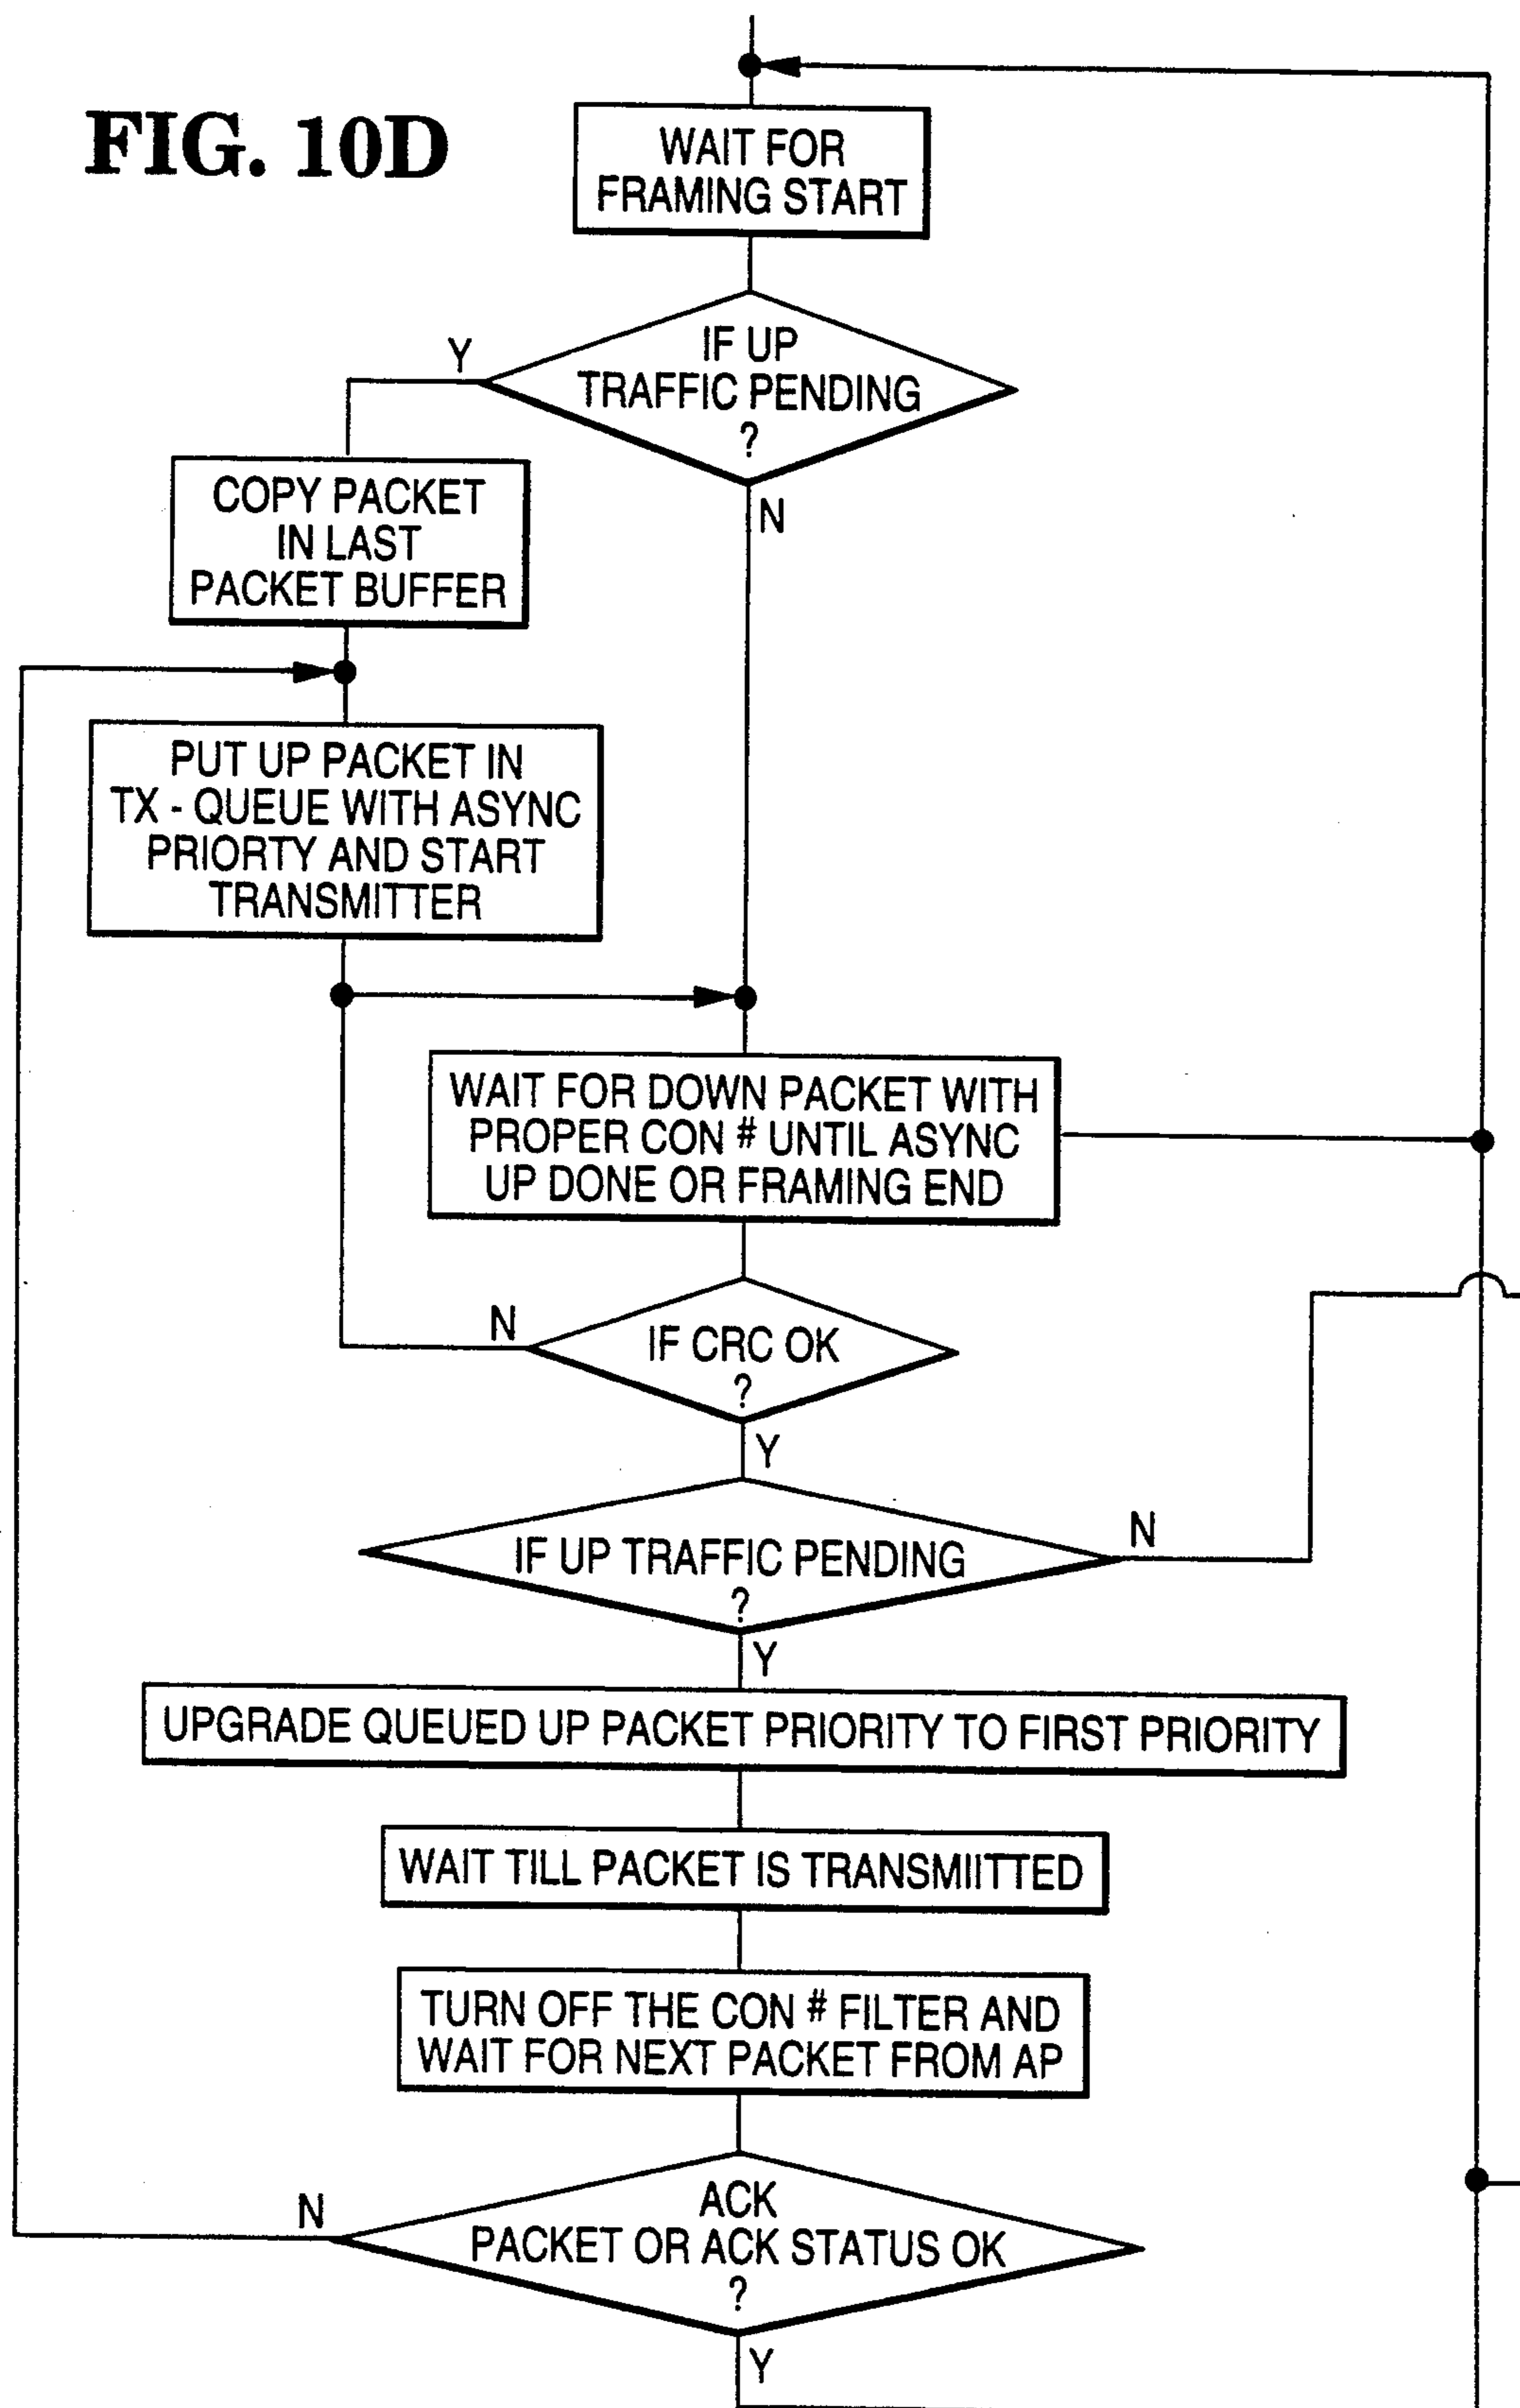 FIG. 10D
WAIT FOR
FRAMING START
IF UP
TRAFFIC PENDING
?
Y
N
COPY PACKET
IN LAST
PACKET BUFFER
PUT UP PACKET IN
TX - QUEUE WITH ASYNC
PRIORTY AND START
TRANSMITTER
WAIT FOR DOWN PACKET WITH
PROPER CON # UNTIL ASYNC
UP DONE OR FRAMING END
N
IF CRC OK
?
Y
IF UP TRAFFIC PENDING
?
N
Y
UPGRADE QUEUED UP PACKET PRIORITY TO FIRST PRIORITY
WAIT TILL PACKET IS TRANSMIITTED
TURN OFF THE CON # FILTER AND
WAIT FOR NEXT PACKET FROM AP
N
ACK
PACKET OR ACK STATUS OK
?
Y